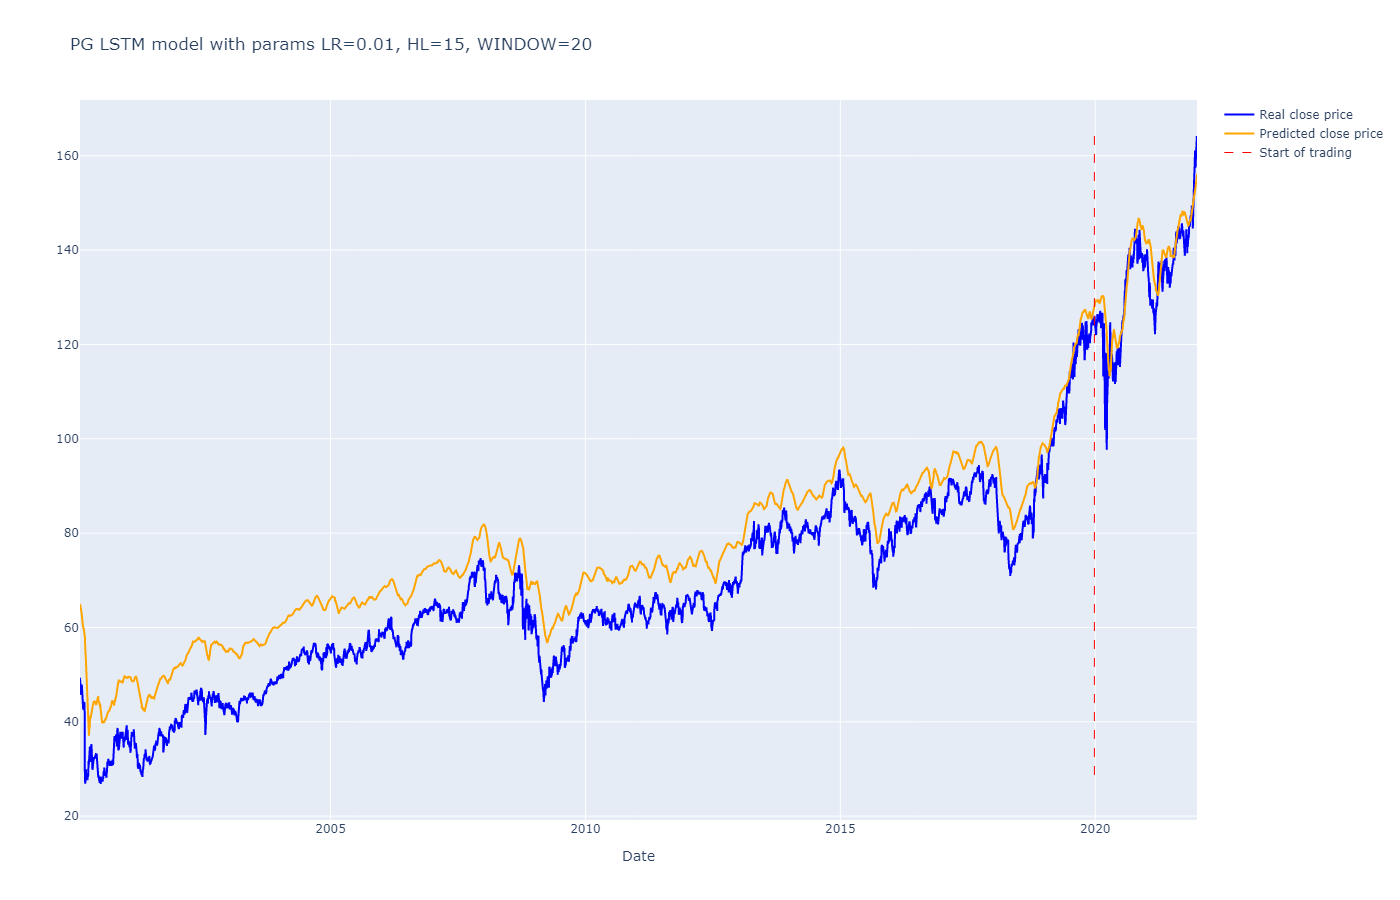 PG LSTM model with params LR=0.01, HL=15, WINDOW=20
Real close price
Predicted close price
Start of trading
160
140
120
100
80
60
40
20
2005
2010
2015
2020
Date